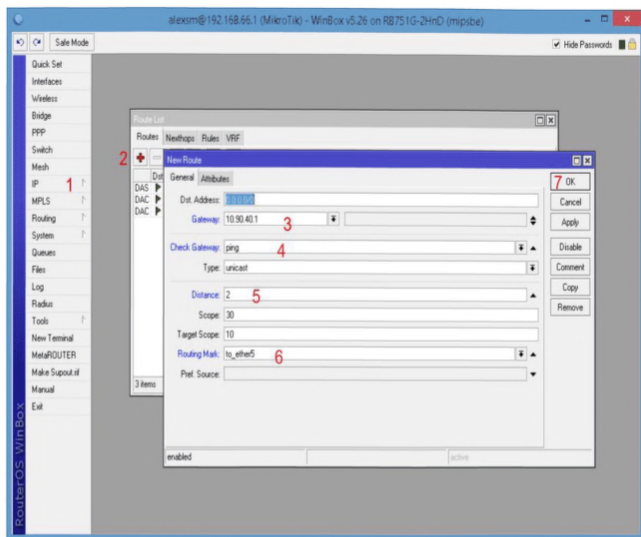 alexsm@192.168.66.1 (MikroTik) - WinBox v5.26 on RB751G-2HnD (mipsbe)
Safe Mode
Hide Passwords
Quick Set
Interfaces
Wireless
Bridge
PPP
Switch
Mesh
IP 1
MPLS
Routing
System
Queues
Files
Log
Radius
Tools
New Terminal
MetaROUTER
Make Supout.rif
Manual
Exit
RouterOS WinBox
Route List
Routes Nexthops Rules VRF
2
Dst
DAS
DAC
DAC
3 items
New Route
General Attributes
Dst. Address: 0.0.0.0/0
Gateway: 10.90.40.1 3
Check Gateway: ping 4
Type: unicast
Distance: 2 5
Scope: 30
Target Scope: 10
Routing Mark: to_ether5 6
Pref. Source:
enabled
active
7 OK
Cancel
Apply
Disable
Comment
Copy
Remove